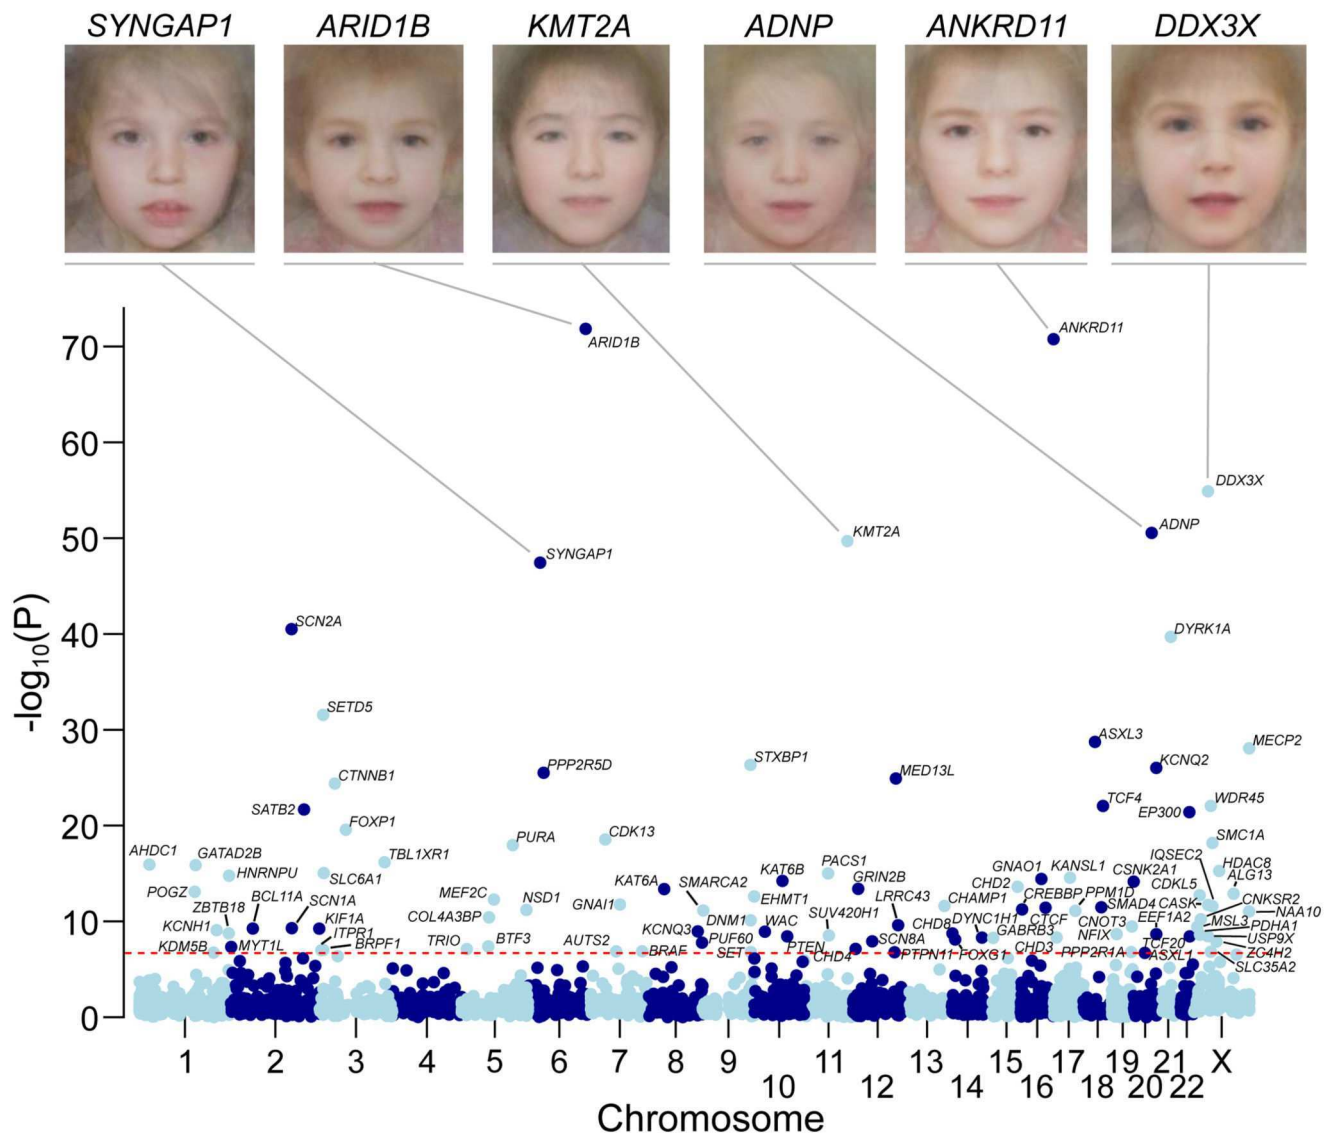 SYNGAP1 ARID1B KMT2A ADNP ANKRD11 DDX3X
ARID1B
ANKRD11
DDX3X
ADNP
KMT2A
SYNGAP1
SCN2A
DYRK1A
SETD5
ASXL3
MECP2
KCNQ2
STXBP1
PPP2R5D
MED13L
CTNNB1
SATB2
TCF4
WDR45
EP300
FOXP1
CDK13
PURA
SMC1A
AHDC1
GATAD2B
TBL1XR1
PACS1
IQSEC2
HDAC8
HNRNPU
SLC6A1
KAT6B
GRIN2B
GNAO1
KANSL1
CSNK2A1
ALG13
POGZ
BCL11A
SCN1A
MEF2C
NSD1
KAT6A
SMARCA2
EHMT1
LRRC43
CHAMP1
CHD2
CREBBP
PPM1D
CDKL5
CNKSR2
ZBTB18
COL4A3BP
GNAI1
SUV420H1
SMAD4
CASK
NAA10
KCNH1
KIF1A
DNM1
WAC
CHD8
DYNC1H1
CTCF
CNOT3
EEF1A2
MSL3
PDHA1
ITPR1
KCNQ3
PUF60
SCN8A
GABRB3
NFIX
USP9X
KDM5B
MYT1L
BRPF1
TRIO
BTF3
AUTS2
BRAF
SET
PTEN
CHD4
PTPN11
FOXG1
CHD3
PPP2R1A
TCF20
ASXL1
ZC4H2
SLC35A2
-log10(P)
70
60
50
40
30
20
10
0
1 2 3 4 5 6 7 8 9 10 11 12 13 14 15 16 17 18 19 20 21 22 X
Chromosome